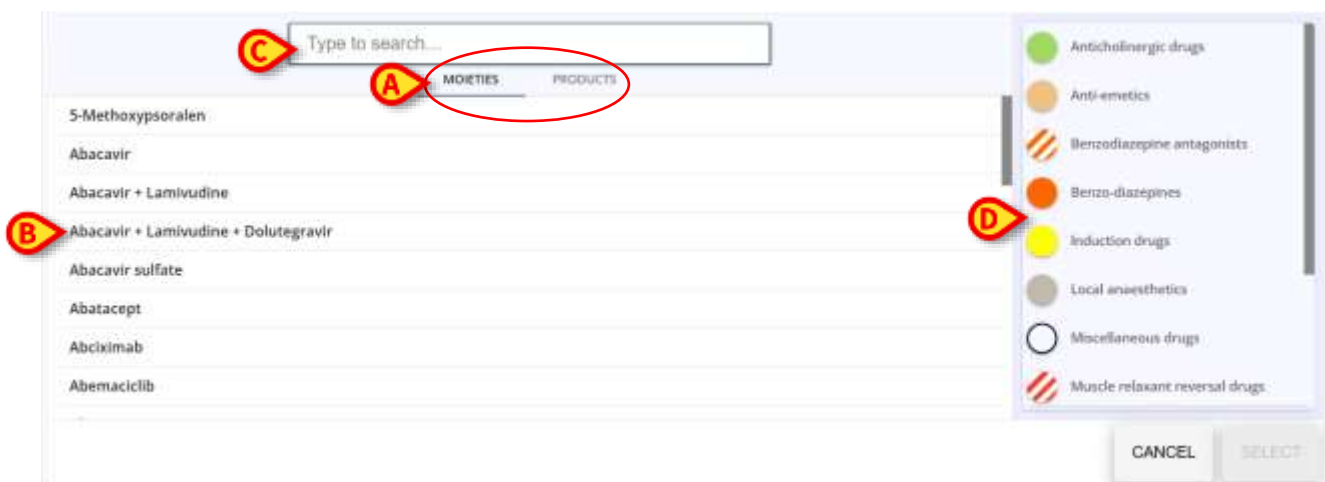 C
Type to search...
A
MOIETIES
PRODUCTS
5-Methoxypsoralen
Abacavir
Abacavir + Lamivudine
B
Abacavir + Lamivudine + Dolutegravir
Abacavir sulfate
Abatacept
Abciximab
Abemaciclib
Anticholinergic drugs
Anti-emetics
Benzodiazepine antagonists
Benzo-diazepines
D
Induction drugs
Local anaesthetics
Miscellaneous drugs
Muscle relaxant reversal drugs
CANCEL
SELECT